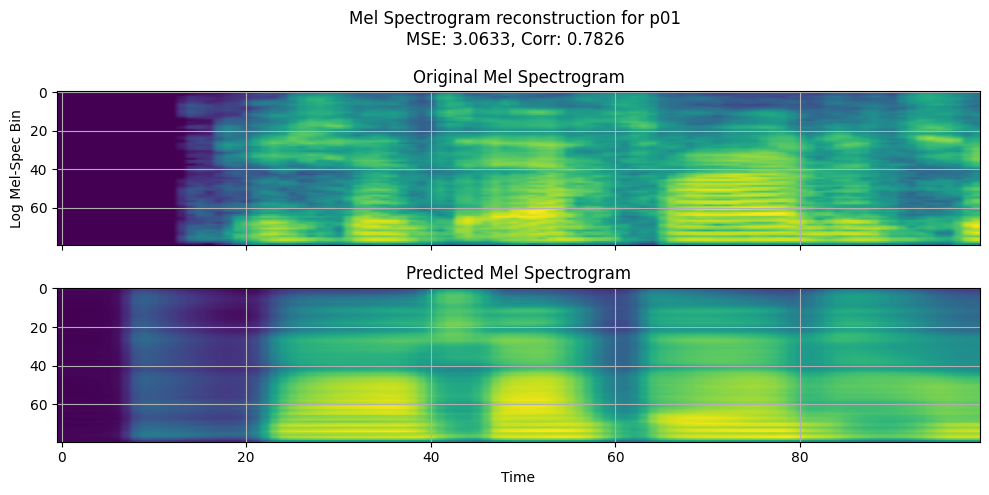 Mel Spectrogram reconstruction for p01
MSE: 3.0633, Corr: 0.7826
Original Mel Spectrogram
0
20
40
60
Log Mel-Spec Bin
Predicted Mel Spectrogram
0
20
40
60
0 20 40 60 80
Time